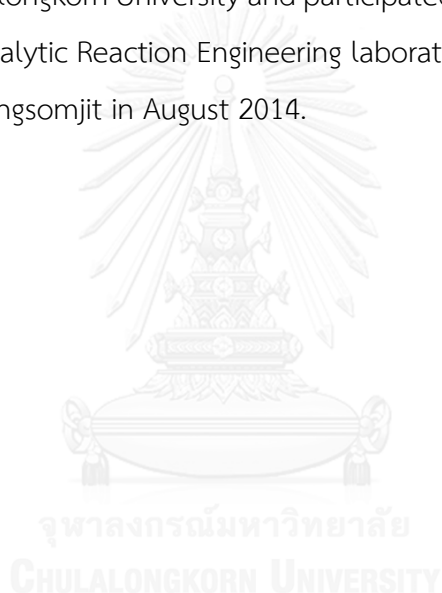 longkorn University and participated
alytic Reaction Engineering laborat
ngsomjit in August 2014.
จุฬาลงกรณ์มหาวิทยาลัย
CHULALONGKORN UNIVERSITY